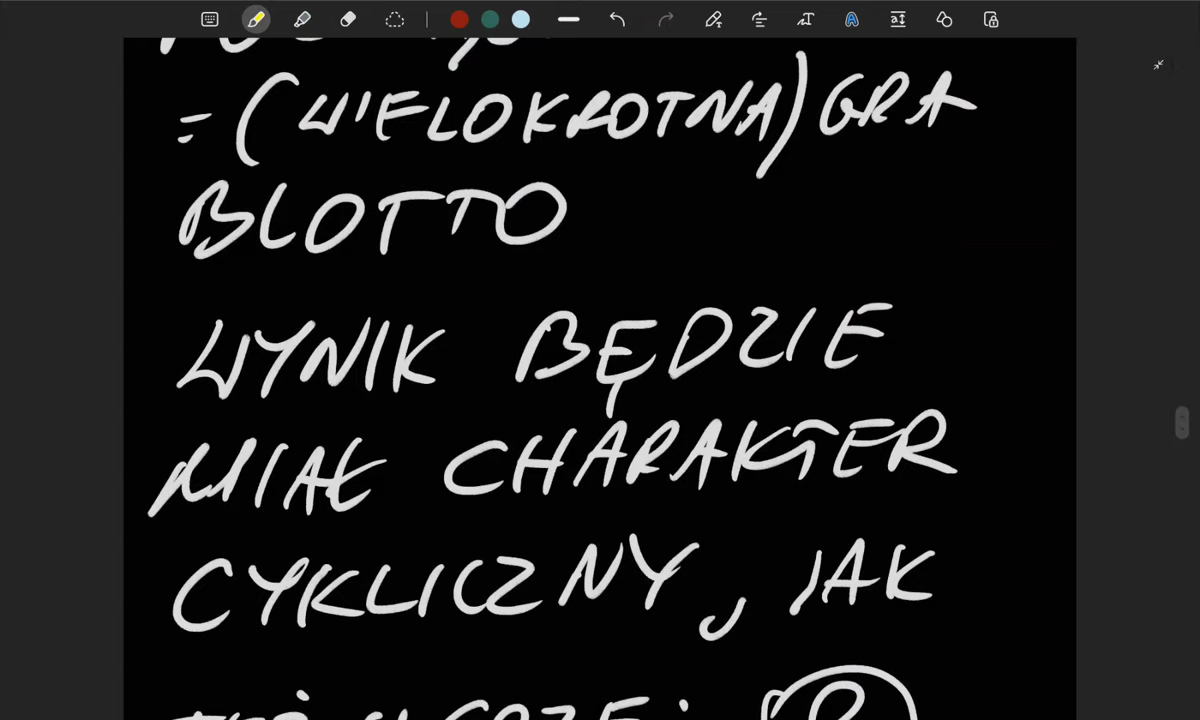 = (WIELOKROTNA) GRA
BLOTTO
WYNIK BĘDZIE
MIAŁ CHARAKTER
CYKLICZNY, JAK